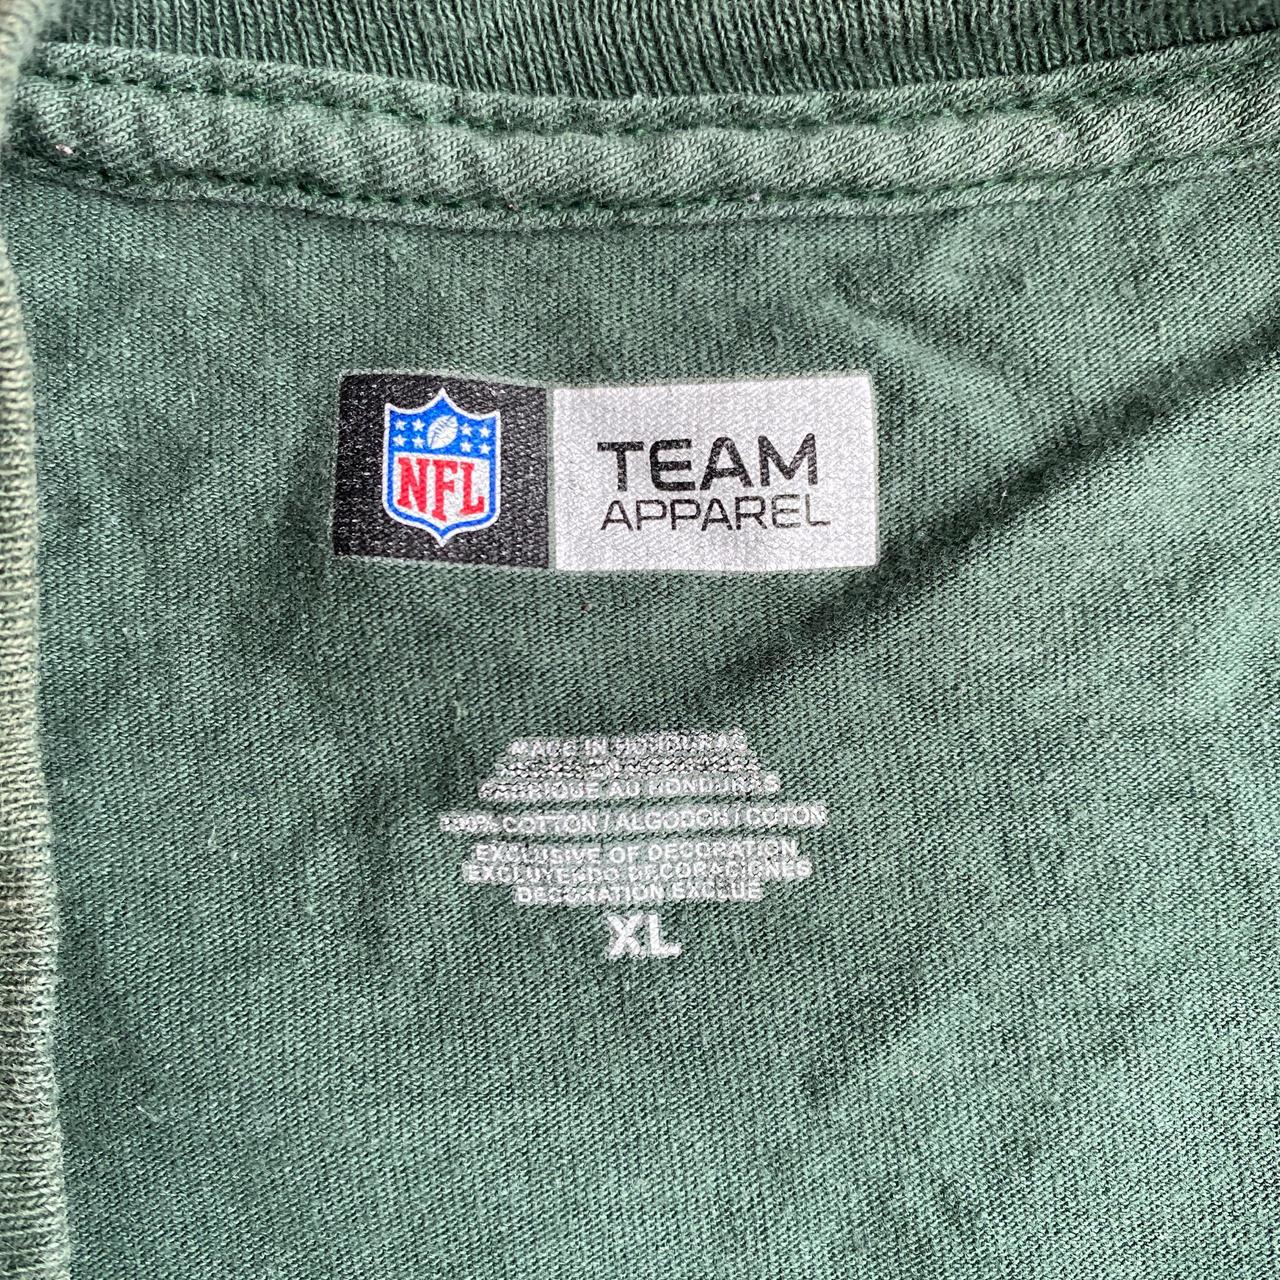 NFL
TEAM
APPAREL
MADE IN HONDURAS
FABRIQUE AU HONDURAS
100% COTTON / ALGODON / COTON
EXCLUSIVE OF DECORATION
EXCLUYENDO DECORACIONES
DECORATION EXCLUE
XL